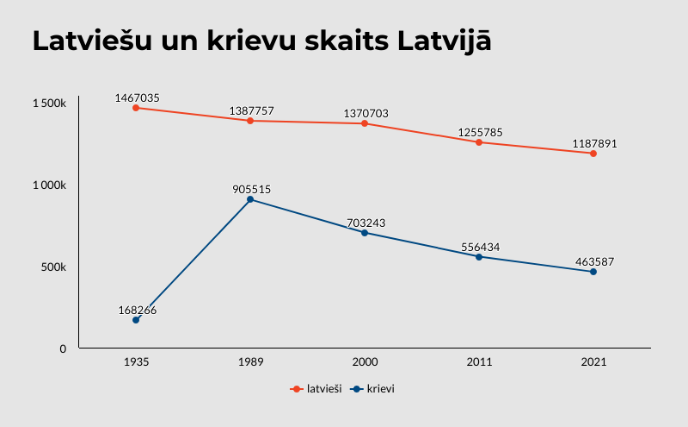 Latviešu un krievu skaits Latvijā
1 500k
1467035
1387757
1370703
1255785
1187891
1 000k
905515
703243
500k
556434
463587
168266
0
1935 1989 2000 2011 2021
latvieši krievi